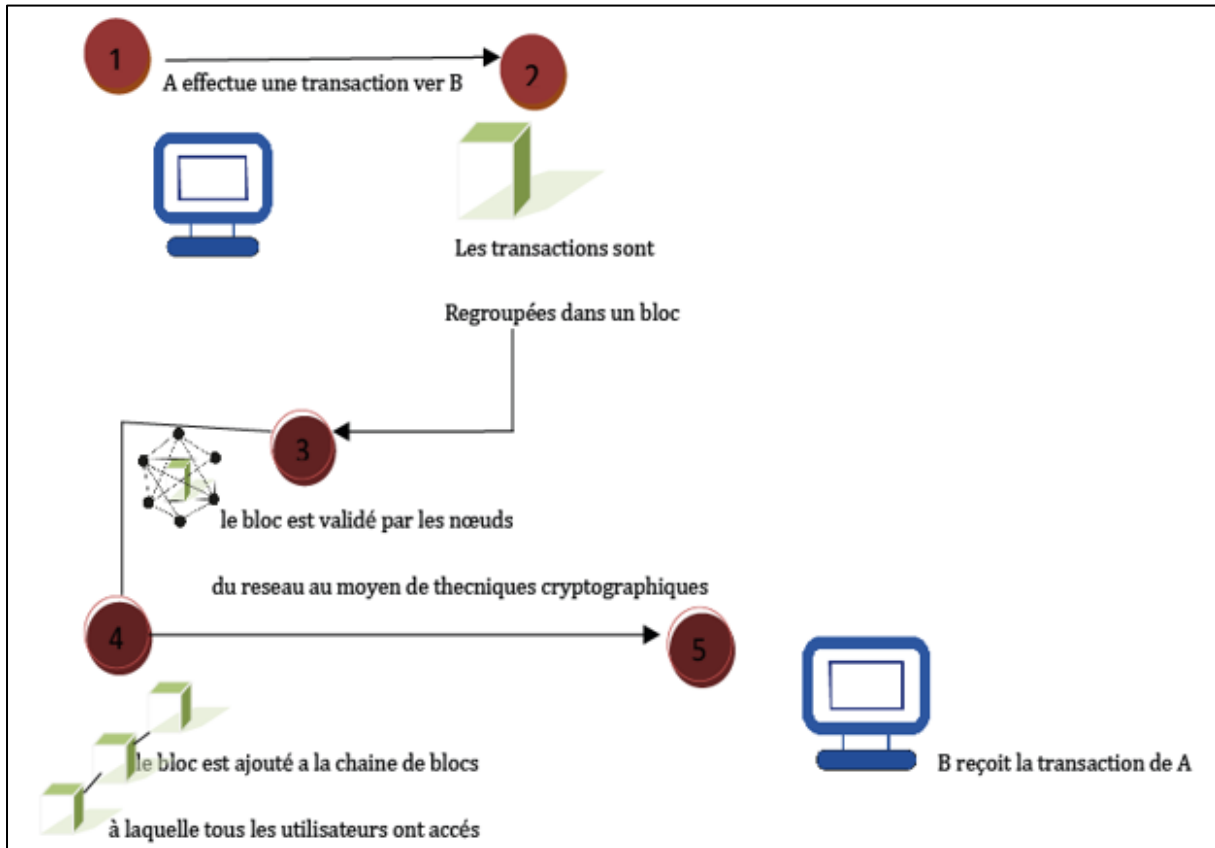 1
2
A effectue une transaction ver B
Les transactions sont
Regroupées dans un bloc
3
le bloc est validé par les nœuds
du reseau au moyen de thecniques cryptographiques
4
5
le bloc est ajouté a la chaine de blocs
à laquelle tous les utilisateurs ont accés
B reçoit la transaction de A